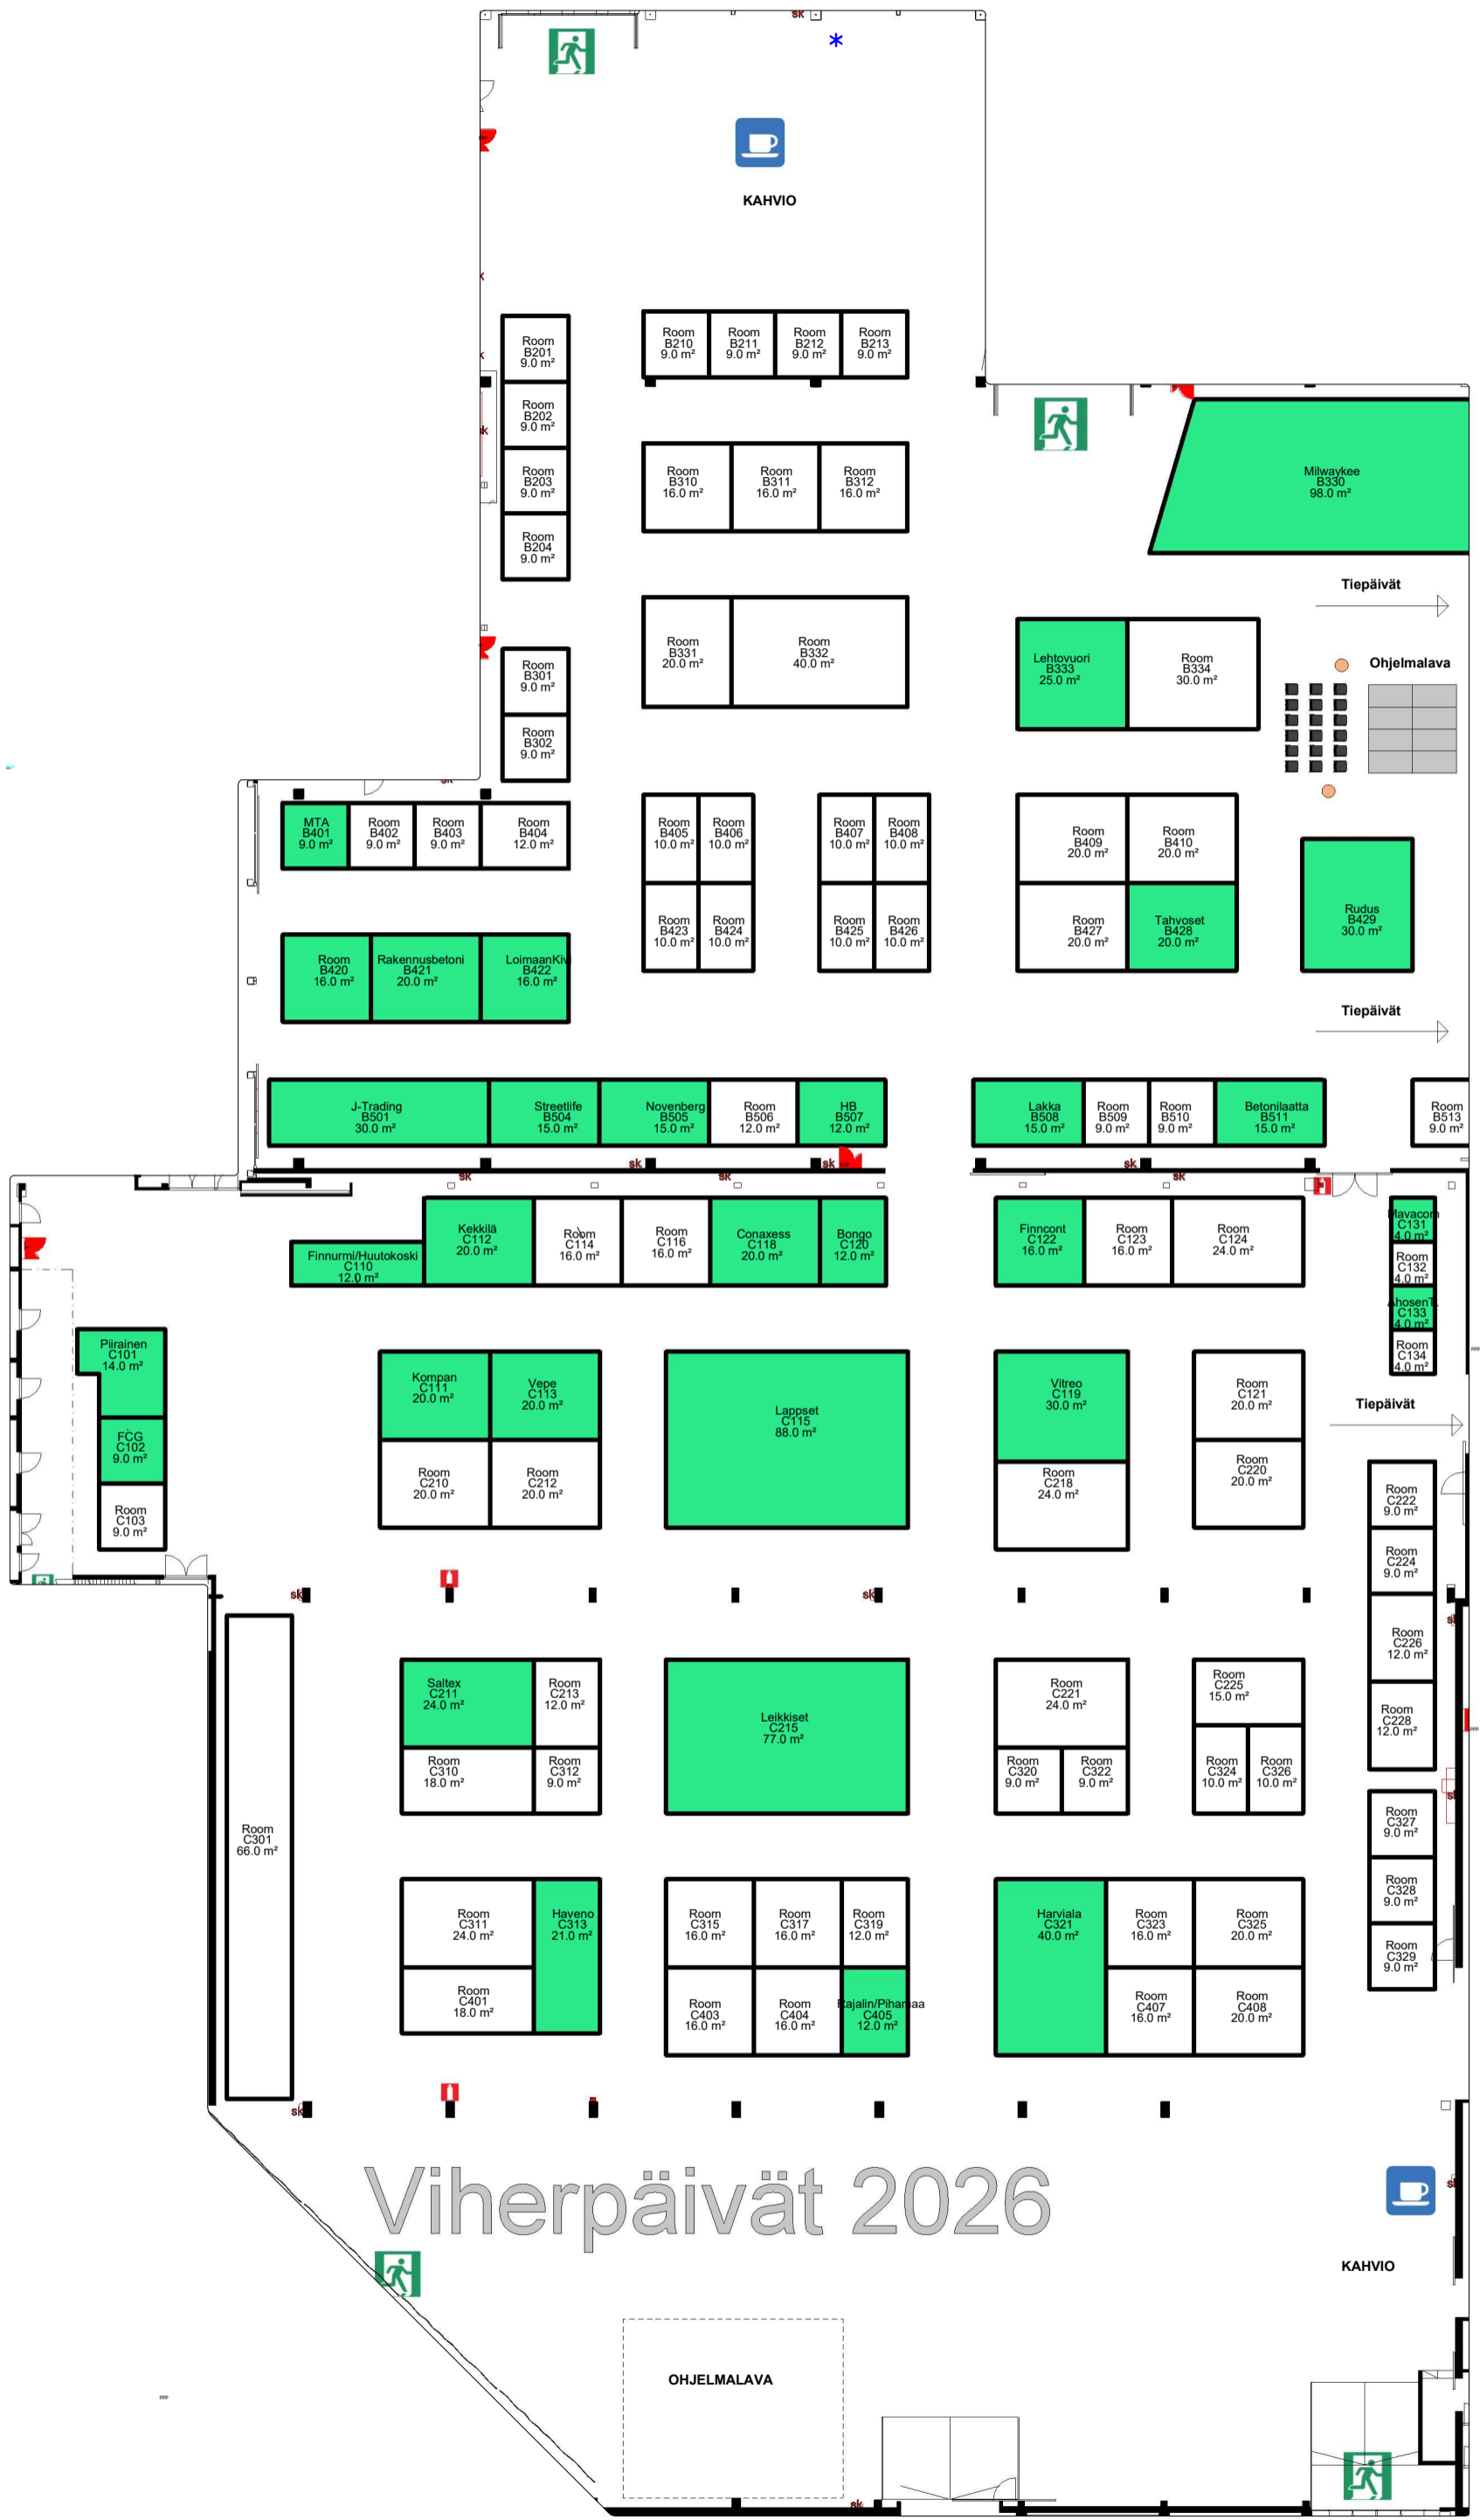 sk
*
KAHVIO
sk
Room
B201
9.0 m²
Room
B202
9.0 m²
Room
B203
9.0 m²
Room
B204
9.0 m²
Room
B210
9.0 m²
Room
B211
9.0 m²
Room
B212
9.0 m²
Room
B213
9.0 m²
Room
B310
16.0 m²
Room
B311
16.0 m²
Room
B312
16.0 m²
Milwaykee
B330
98.0 m²
Tiepäivät
Room
B301
9.0 m²
Room
B302
9.0 m²
Room
B331
20.0 m²
Room
B332
40.0 m²
Lehtovuori
B333
25.0 m²
Room
B334
30.0 m²
Ohjelmalava
MTA
B401
9.0 m²
Room
B402
9.0 m²
Room
B403
9.0 m²
Room
B404
12.0 m²
Room
B405
10.0 m²
Room
B406
10.0 m²
Room
B407
10.0 m²
Room
B408
10.0 m²
Room
B409
20.0 m²
Room
B410
20.0 m²
Room
B420
16.0 m²
Rakennusbetoni
B421
20.0 m²
LoimaanKivi
B422
16.0 m²
Room
B423
10.0 m²
Room
B424
10.0 m²
Room
B425
10.0 m²
Room
B426
10.0 m²
Room
B427
20.0 m²
Tahvoset
B428
20.0 m²
Rudus
B429
30.0 m²
Tiepäivät
J-Trading
B501
30.0 m²
Streetlife
B504
15.0 m²
Novenberg
B505
15.0 m²
Room
B506
12.0 m²
HB
B507
12.0 m²
Lakka
B508
15.0 m²
Room
B509
9.0 m²
Room
B510
9.0 m²
Betonilaatta
B511
15.0 m²
Room
B513
9.0 m²
sk
sk
sk
sk
sk
sk
Finnurmi/Huutokoski
C110
12.0 m²
Kekkilä
C112
20.0 m²
Room
C114
16.0 m²
Room
C116
16.0 m²
Conaxess
C118
20.0 m²
Bongo
C120
12.0 m²
Finncont
C122
16.0 m²
Room
C123
16.0 m²
Room
C124
24.0 m²
Mavacom
C131
4.0 m²
Room
C132
4.0 m²
AhosenT.
C133
4.0 m²
Room
C134
4.0 m²
Piirainen
C101
14.0 m²
FCG
C102
9.0 m²
Room
C103
9.0 m²
Kompan
C111
20.0 m²
Vepe
C113
20.0 m²
Lappset
C115
88.0 m²
Vitreo
C119
30.0 m²
Room
C121
20.0 m²
ppp
Tiepäivät
Room
C210
20.0 m²
Room
C212
20.0 m²
Room
C218
24.0 m²
Room
C220
20.0 m²
Room
C222
9.0 m²
Room
C224
9.0 m²
Room
C226
12.0 m²
Room
C228
12.0 m²
sk
sk
Saltex
C211
24.0 m²
Room
C213
12.0 m²
Leikkiset
C215
77.0 m²
Room
C221
24.0 m²
Room
C225
15.0 m²
ppp
Room
C310
18.0 m²
Room
C312
9.0 m²
Room
C320
9.0 m²
Room
C322
9.0 m²
Room
C324
10.0 m²
Room
C326
10.0 m²
Room
C301
66.0 m²
Room
C327
9.0 m²
Room
C328
9.0 m²
Room
C329
9.0 m²
Room
C311
24.0 m²
Haveno
C313
21.0 m²
Room
C315
16.0 m²
Room
C317
16.0 m²
Room
C319
12.0 m²
Harviala
C321
40.0 m²
Room
C323
16.0 m²
Room
C325
20.0 m²
Room
C401
18.0 m²
Room
C403
16.0 m²
Room
C404
16.0 m²
Rajalin/Pihamaa
C405
12.0 m²
Room
C407
16.0 m²
Room
C408
20.0 m²
sk
Viherpäivät 2026
KAHVIO
OHJELMALAVA
ppp
sk